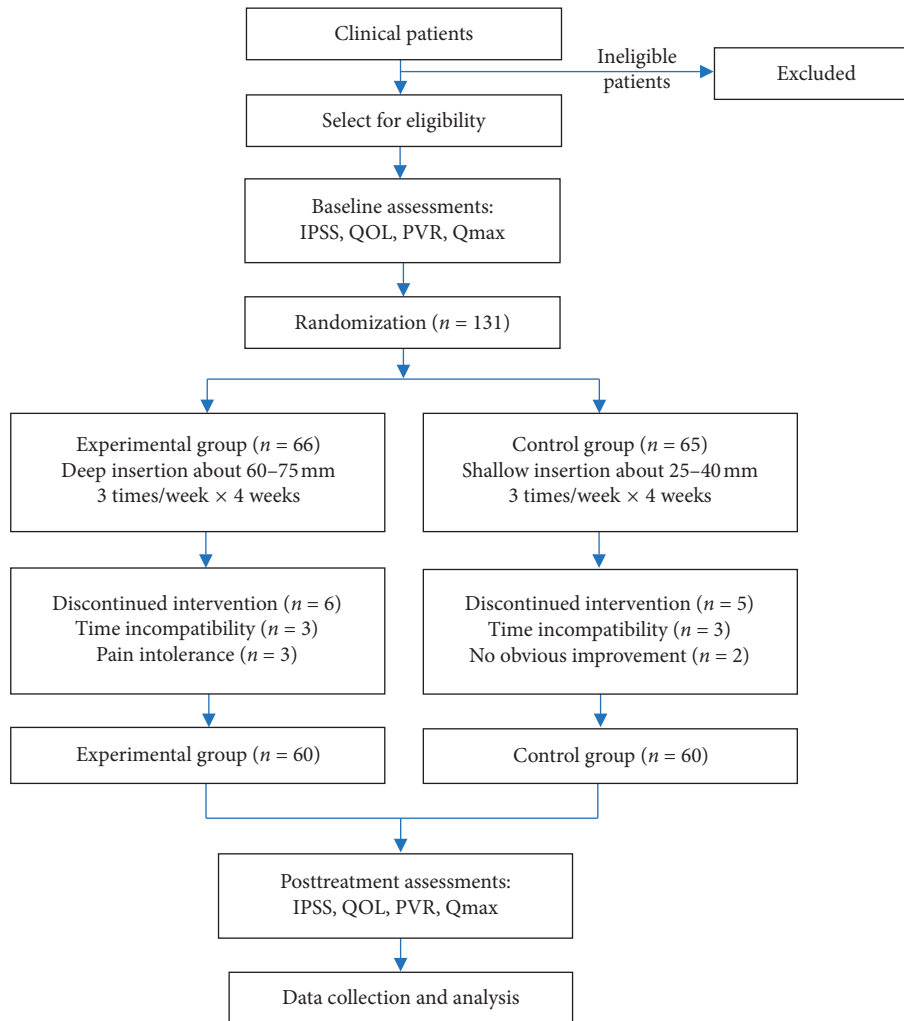 Clinical patients
Ineligible
patients
Excluded
Select for eligibility
Baseline assessments:
IPSS, QOL, PVR, Qmax
Randomization (n = 131)
Experimental group (n = 66)
Deep insertion about 60–75 mm
3 times/week × 4 weeks
Control group (n = 65)
Shallow insertion about 25–40 mm
3 times/week × 4 weeks
Discontinued intervention (n = 6)
Time incompatibility (n = 3)
Pain intolerance (n = 3)
Discontinued intervention (n = 5)
Time incompatibility (n = 3)
No obvious improvement (n = 2)
Experimental group (n = 60)
Control group (n = 60)
Posttreatment assessments:
IPSS, QOL, PVR, Qmax
Data collection and analysis